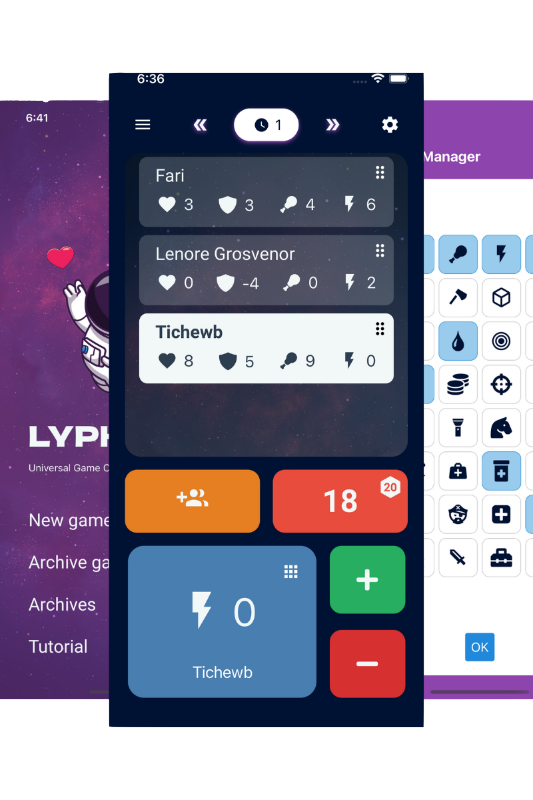 6:41
LYPH
Universal Game C
New game
Archive ga
Archives
Tutorial
6:36
1
Fari
3 3 4 6
Lenore Grosvenor
0 -4 0 2
Tichewb
8 5 9 0
18
20
0
Tichewb
Manager
OK